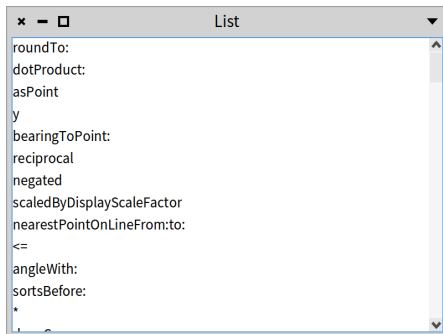 List
roundTo:
dotProduct:
asPoint
y
bearingToPoint:
reciprocal
negated
scaledByDisplayScaleFactor
nearestPointOnLineFrom:to:
<=
angleWith:
sortsBefore:
*